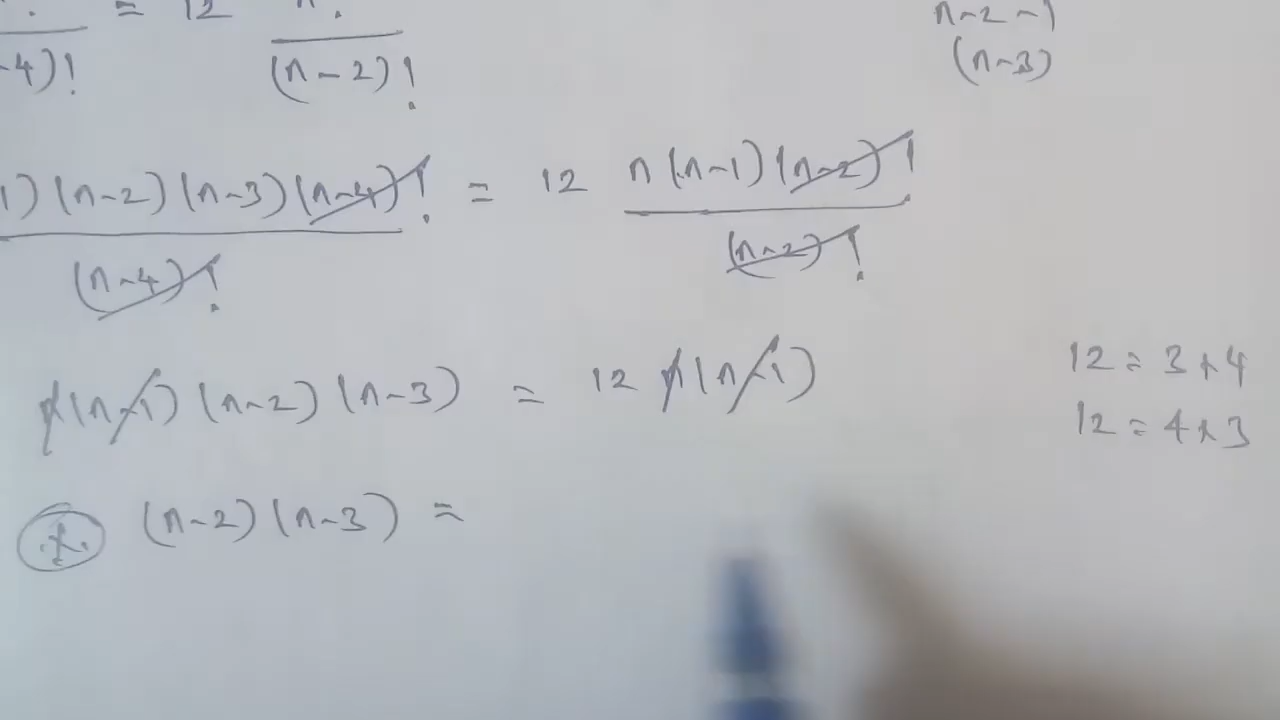 ! = 12 n!
-4)! (n-2)!
n-2-1
(n-3)
1)(n-2)(n-3)(n-4)! = 12 n(n-1)(n-2)!
(n-4)! (n-2)!
n(n-1)(n-2)(n-3) = 12 n(n-1)
12 = 3×4
12 = 4×3
(n-2)(n-3) =